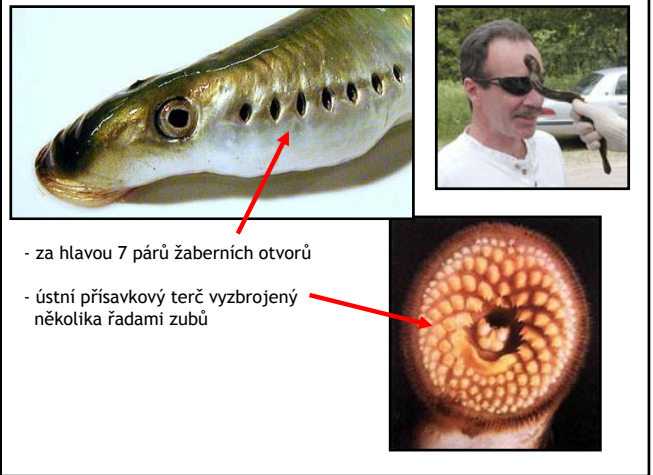 - za hlavou 7 párů žaberních otvorů
- ústní přísavkový terč vyzbrojený
několika řadami zubů